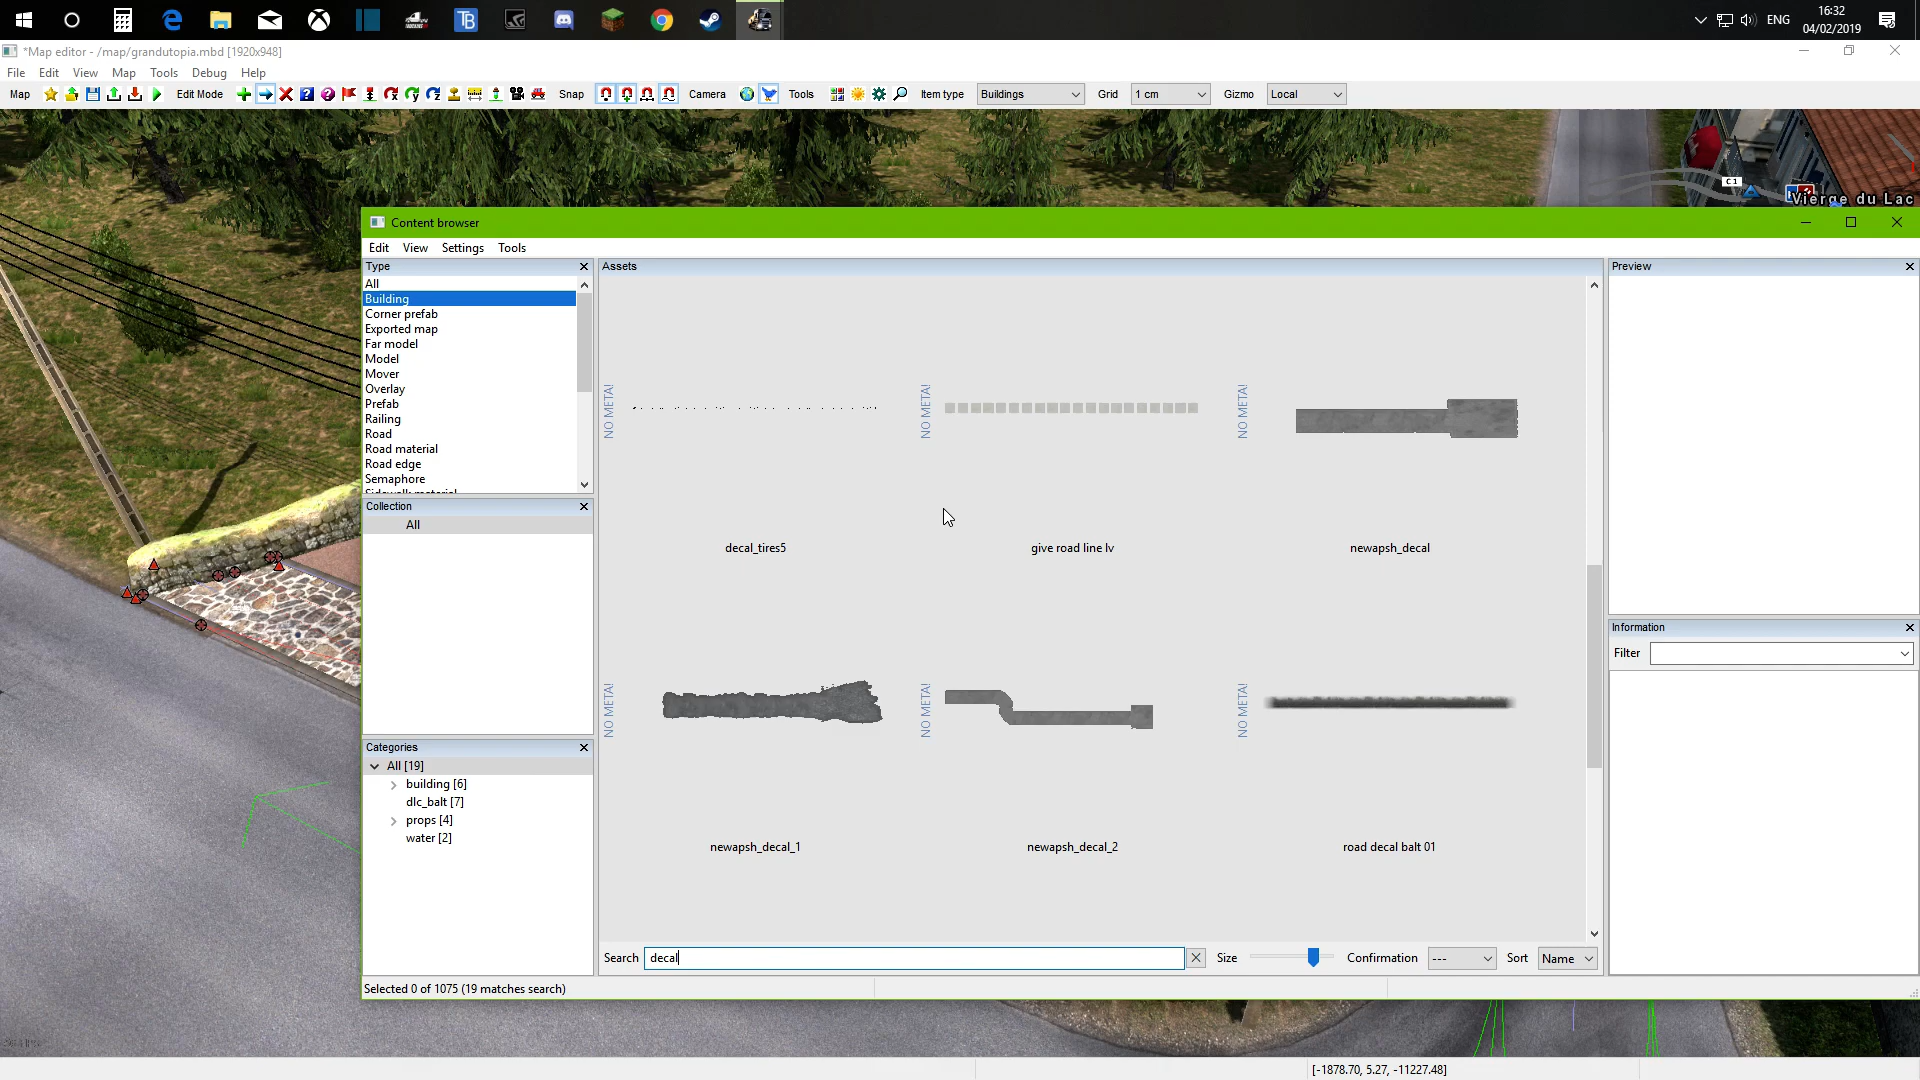 TB
ENG
16:32
04/02/2019
*Map editor - /map/grandutopia.mbd [1920x948]
File Edit View Map Tools Debug Help
Map Edit Mode Snap Camera Tools Item type Buildings Grid 1 cm Gizmo Local
C1
Vierge du Lac
Content browser
Edit View Settings Tools
Type
All
Building
Corner prefab
Exported map
Far model
Model
Mover
Overlay
Prefab
Railing
Road
Road material
Road edge
Semaphore
Sidewalk material
Collection
All
Categories
All [19]
building [6]
dlc_balt [7]
props [4]
water [2]
Assets
NO META! NO META! NO META!
decal_tires5 give road line lv newapsh_decal
NO META! NO META! NO META!
newapsh_decal_1 newapsh_decal_2 road decal balt 01
Search decal Size Confirmation --- Sort Name
Selected 0 of 1075 (19 matches search)
Preview
Information
Filter
[-1878.70, 5.27, -11227.48]